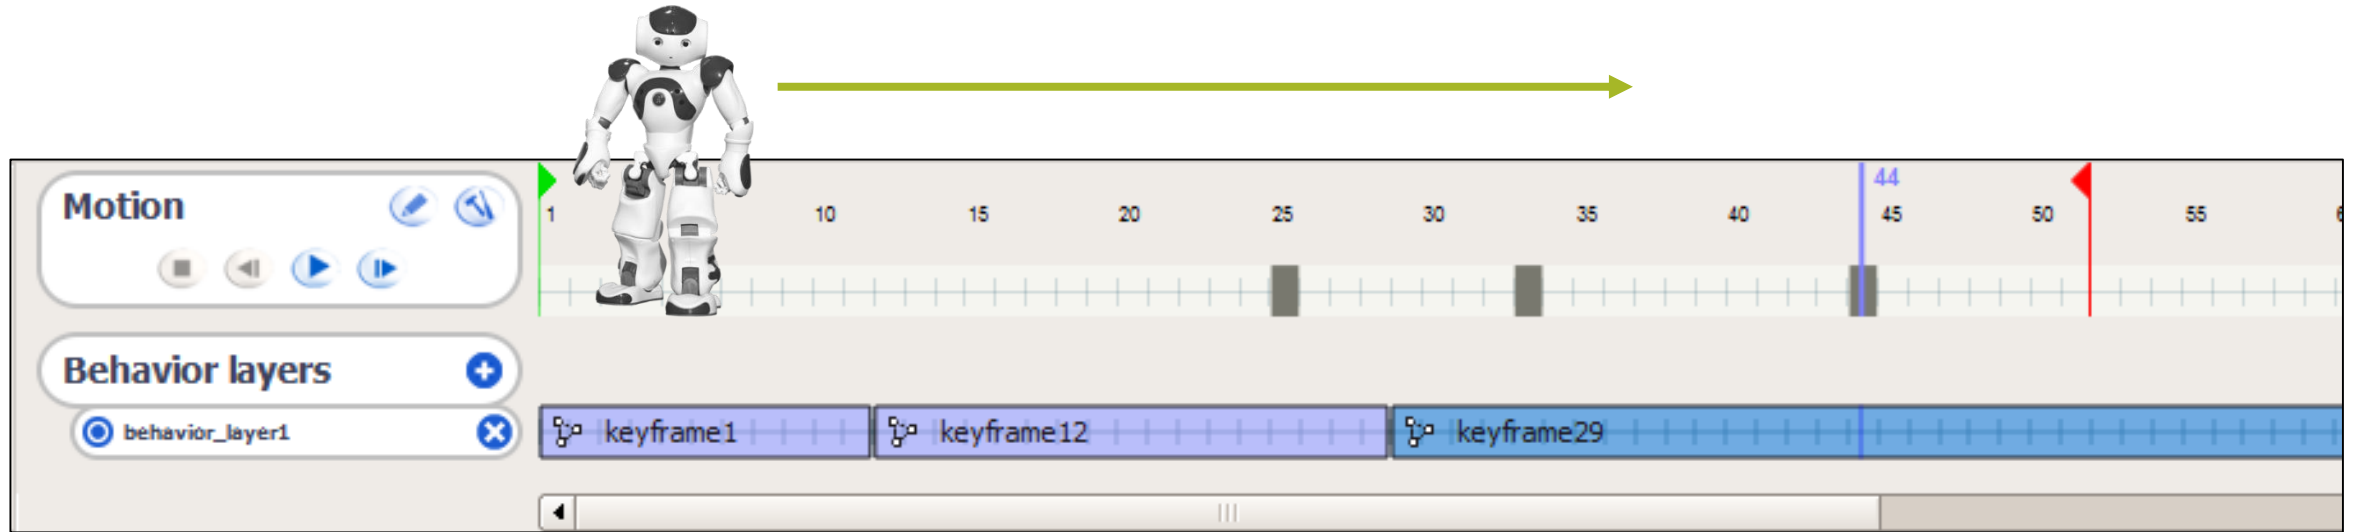 44
Motion
1 10 15 20 25 30 35 40 45 50 55
Behavior layers
behavior_layer1 keyframe1 keyframe12 keyframe29